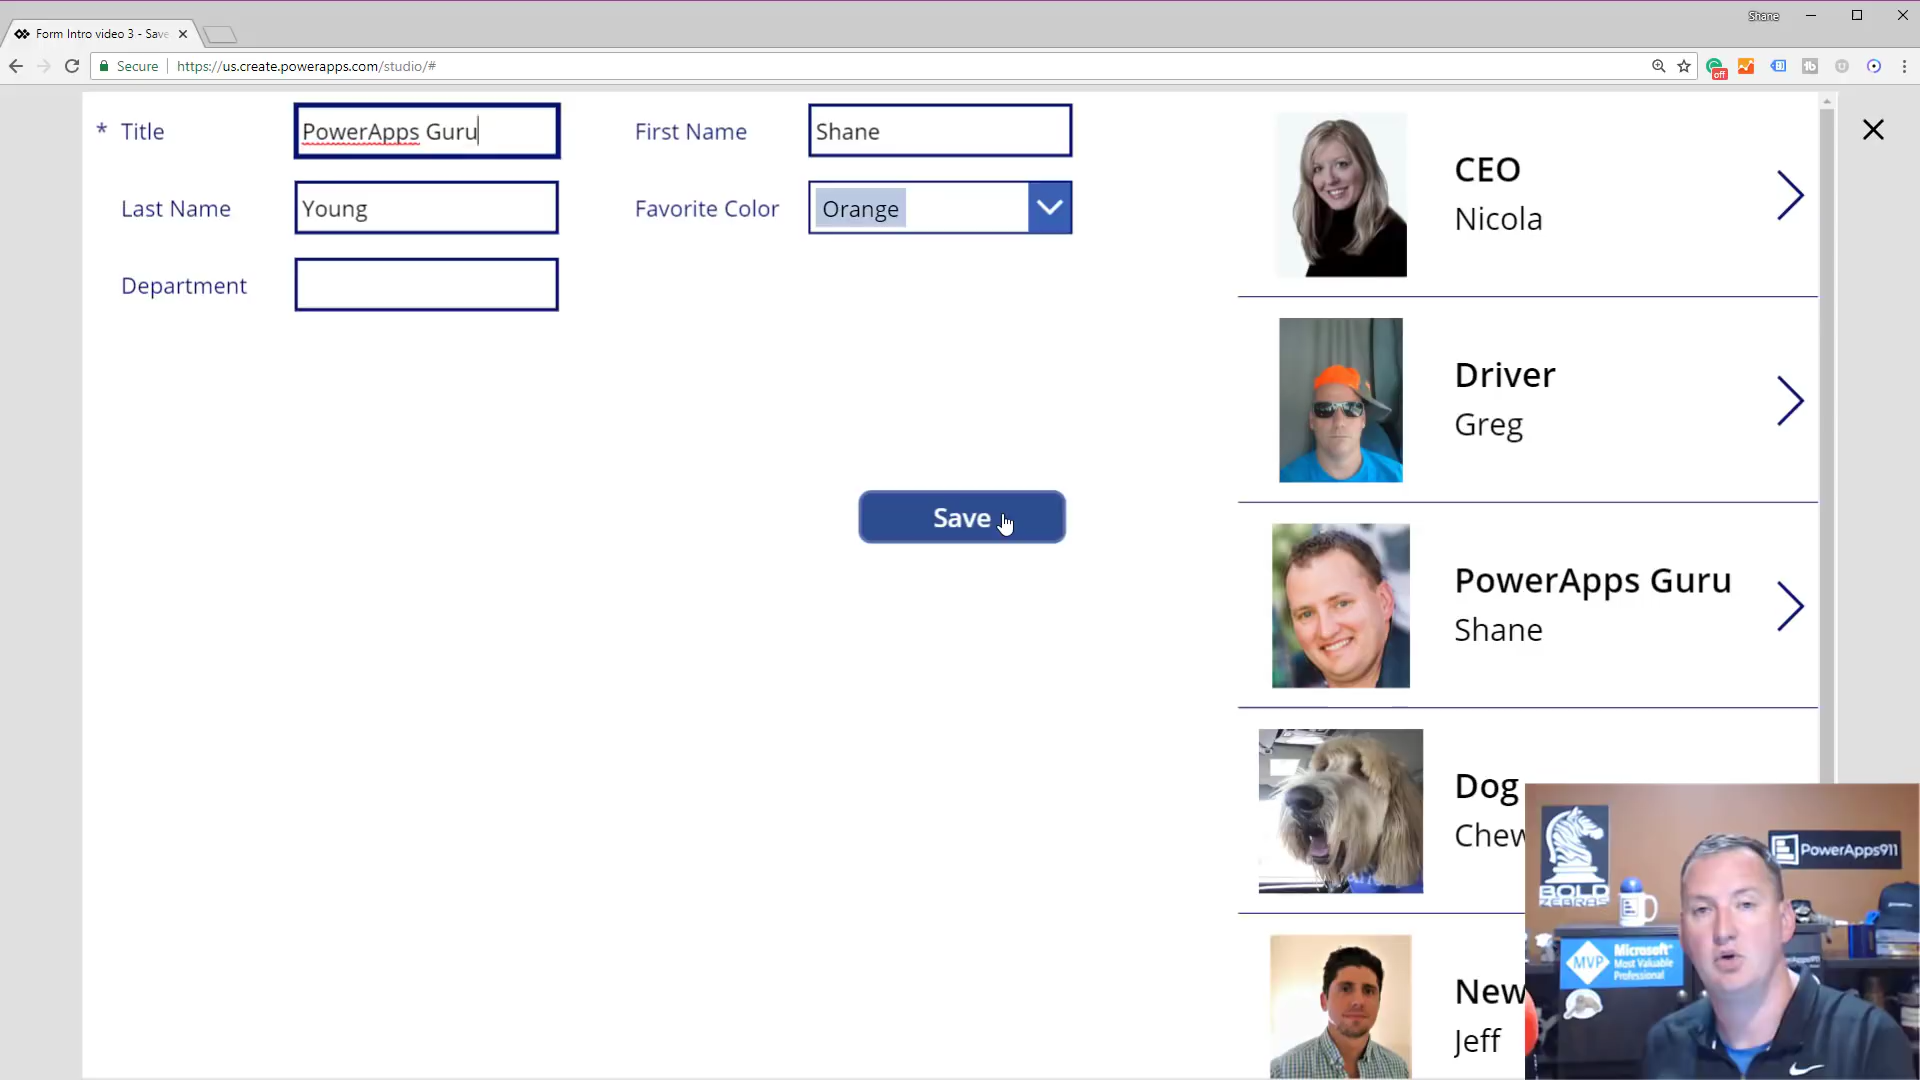 Shane
Form Intro video 3 - Save
Secure
https://us.create.powerapps.com/studio/#
off
* Title
PowerApps Guru
First Name
Shane
Last Name
Young
Favorite Color
Orange
Department
Save
CEO
Nicola
Driver
Greg
PowerApps Guru
Shane
Dog
Chew
New
Jeff
BOLD
ZEBRAS
PowerApps911
MVP
Microsoft
Most Valuable
Professional